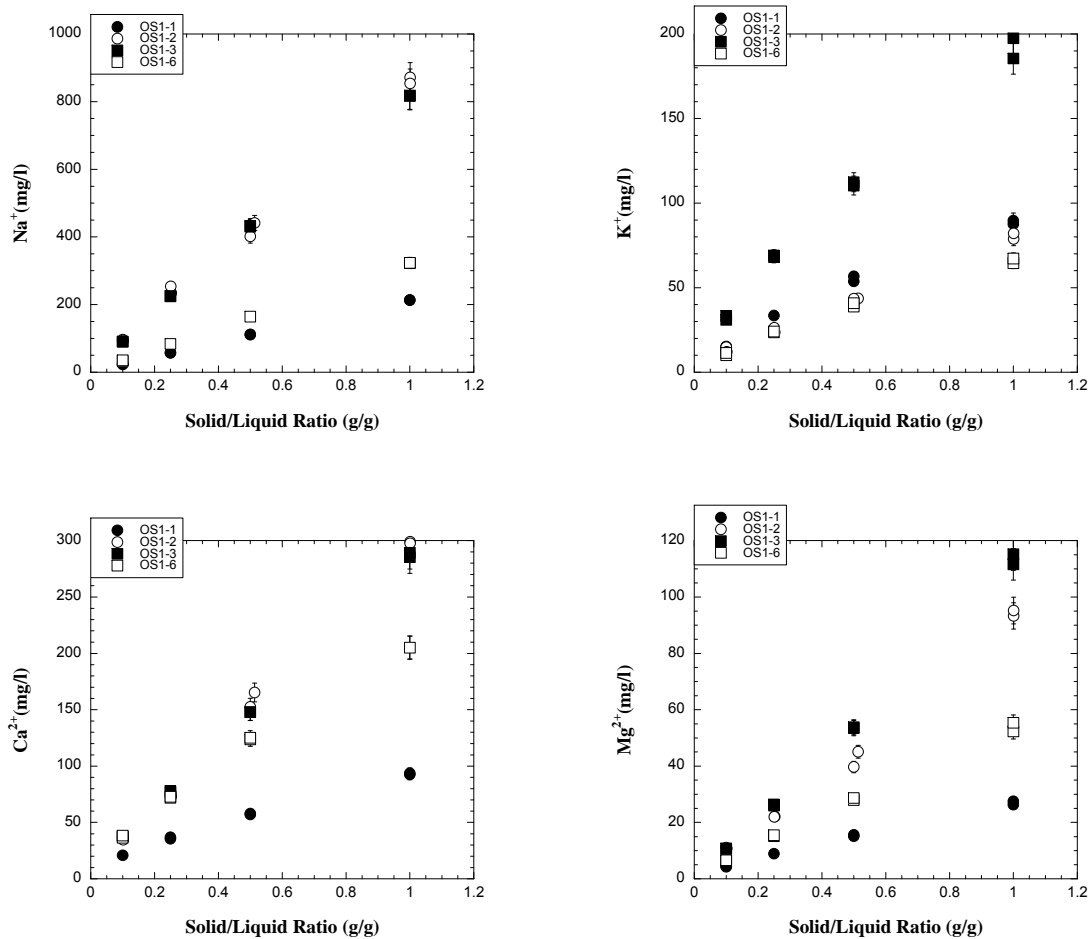 OS1-1
OS1-2
OS1-3
OS1-6
1000
800
600
400
200
0
Na+(mg/l)
0 0.2 0.4 0.6 0.8 1 1.2
Solid/Liquid Ratio (g/g)
OS1-1
OS1-2
OS1-3
OS1-6
200
150
100
50
0
K+(mg/l)
0 0.2 0.4 0.6 0.8 1 1.2
Solid/Liquid Ratio (g/g)
OS1-1
OS1-2
OS1-3
OS1-6
300
250
200
150
100
50
0
Ca2+(mg/l)
0 0.2 0.4 0.6 0.8 1 1.2
Solid/Liquid Ratio (g/g)
OS1-1
OS1-2
OS1-3
OS1-6
120
100
80
60
40
20
0
Mg2+(mg/l)
0 0.2 0.4 0.6 0.8 1 1.2
Solid/Liquid Ratio (g/g)